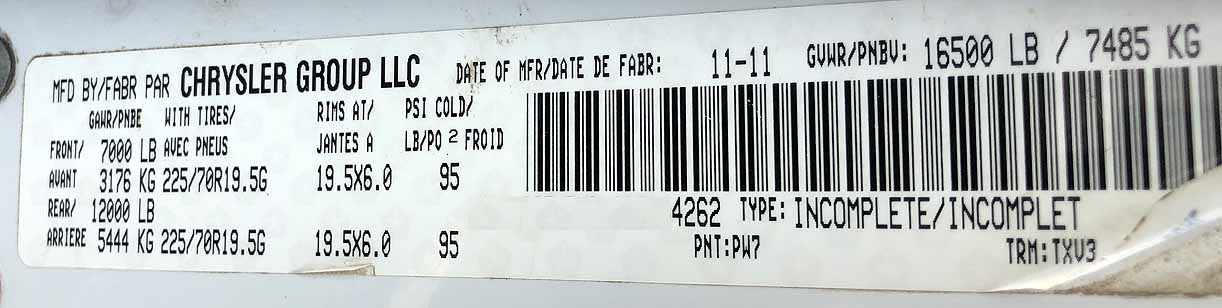 MFD BY/FABR PAR CHRYSLER GROUP LLC DATE OF MFR/DATE DE FABR: 11-11 GVWR/PNBV: 16500 LB / 7485 KG
GAWR/PNBE WITH TIRES/ RIMS AT/ PSI COLD/
FRONT/ 7000 LB AVEC PNEUS JANTES A LB/PO 2 FROID
AVANT 3176 KG 225/70R19.5G 19.5X6.0 95
REAR/ 12000 LB
ARRIERE 5444 KG 225/70R19.5G 19.5X6.0 95
4262 TYPE: INCOMPLETE/INCOMPLET
PNT:PW7 TRM:TXV3